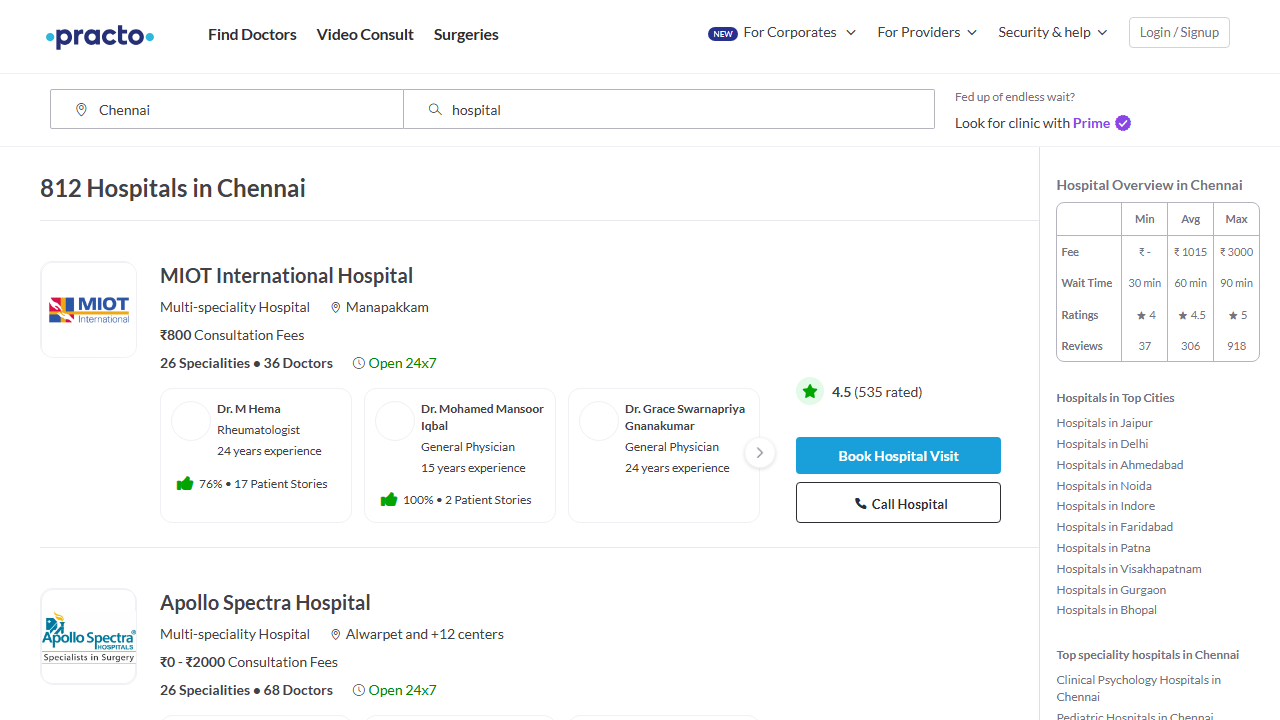 practo
Find Doctors
Video Consult
Surgeries
NEW For Corporates
For Providers
Security & help
Login / Signup
Chennai
hospital
Fed up of endless wait?
Look for clinic with Prime
812 Hospitals in Chennai
MIOT
International
MIOT International Hospital
Multi-speciality Hospital
Manapakkam
₹800 Consultation Fees
26 Specialities ● 36 Doctors
Open 24x7
Dr. M Hema
Rheumatologist
24 years experience
76% • 17 Patient Stories
Dr. Mohamed Mansoor
Iqbal
General Physician
15 years experience
100% • 2 Patient Stories
Dr. Grace Swarnapriya
Gnanakumar
General Physician
24 years experience
4.5 (535 rated)
Book Hospital Visit
Call Hospital
Apollo Spectra®
HOSPITALS
Specialists in Surgery
Apollo Spectra Hospital
Multi-speciality Hospital
Alwarpet and +12 centers
₹0 - ₹2000 Consultation Fees
26 Specialities ● 68 Doctors
Open 24x7
Hospital Overview in Chennai
Min Avg Max
Fee ₹ - ₹ 1015 ₹ 3000
Wait Time 30 min 60 min 90 min
Ratings ★ 4 ★ 4.5 ★ 5
Reviews 37 306 918
Hospitals in Top Cities
Hospitals in Jaipur
Hospitals in Delhi
Hospitals in Ahmedabad
Hospitals in Noida
Hospitals in Indore
Hospitals in Faridabad
Hospitals in Patna
Hospitals in Visakhapatnam
Hospitals in Gurgaon
Hospitals in Bhopal
Top speciality hospitals in Chennai
Clinical Psychology Hospitals in
Chennai
Pediatric Hospitals in Chennai